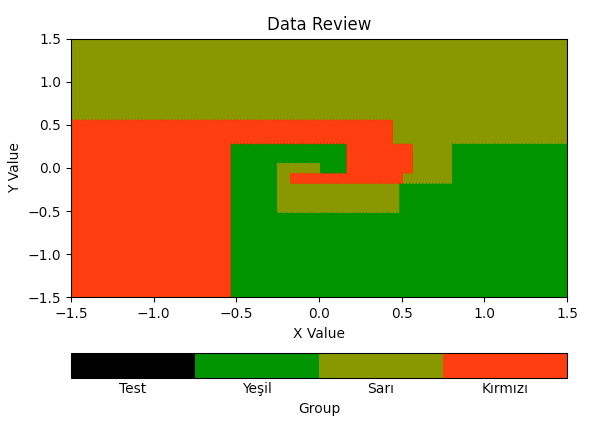 Data Review
1.5
1.0
0.5
0.0
−0.5
−1.0
−1.5
Y Value
−1.5 −1.0 −0.5 0.0 0.5 1.0 1.5
X Value
Test Yeşil Sarı Kırmızı
Group